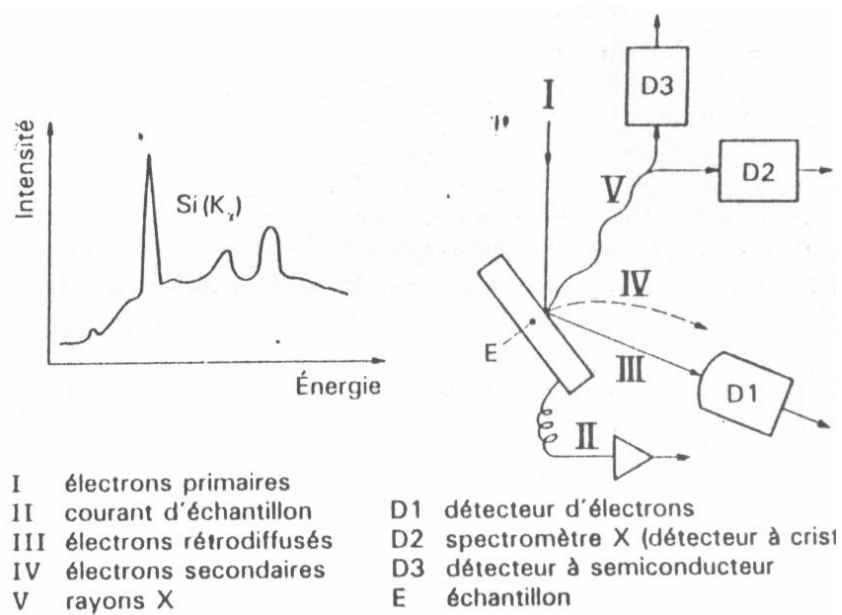 Intensité
Si (Kx)
Énergie
I
V
IV
III
II
E
D1
D2
D3
I électrons primaires
II courant d'échantillon
III électrons rétrodiffusés
IV électrons secondaires
V rayons X
D1 détecteur d'électrons
D2 spectromètre X (détecteur à crist
D3 détecteur à semiconducteur
E échantillon